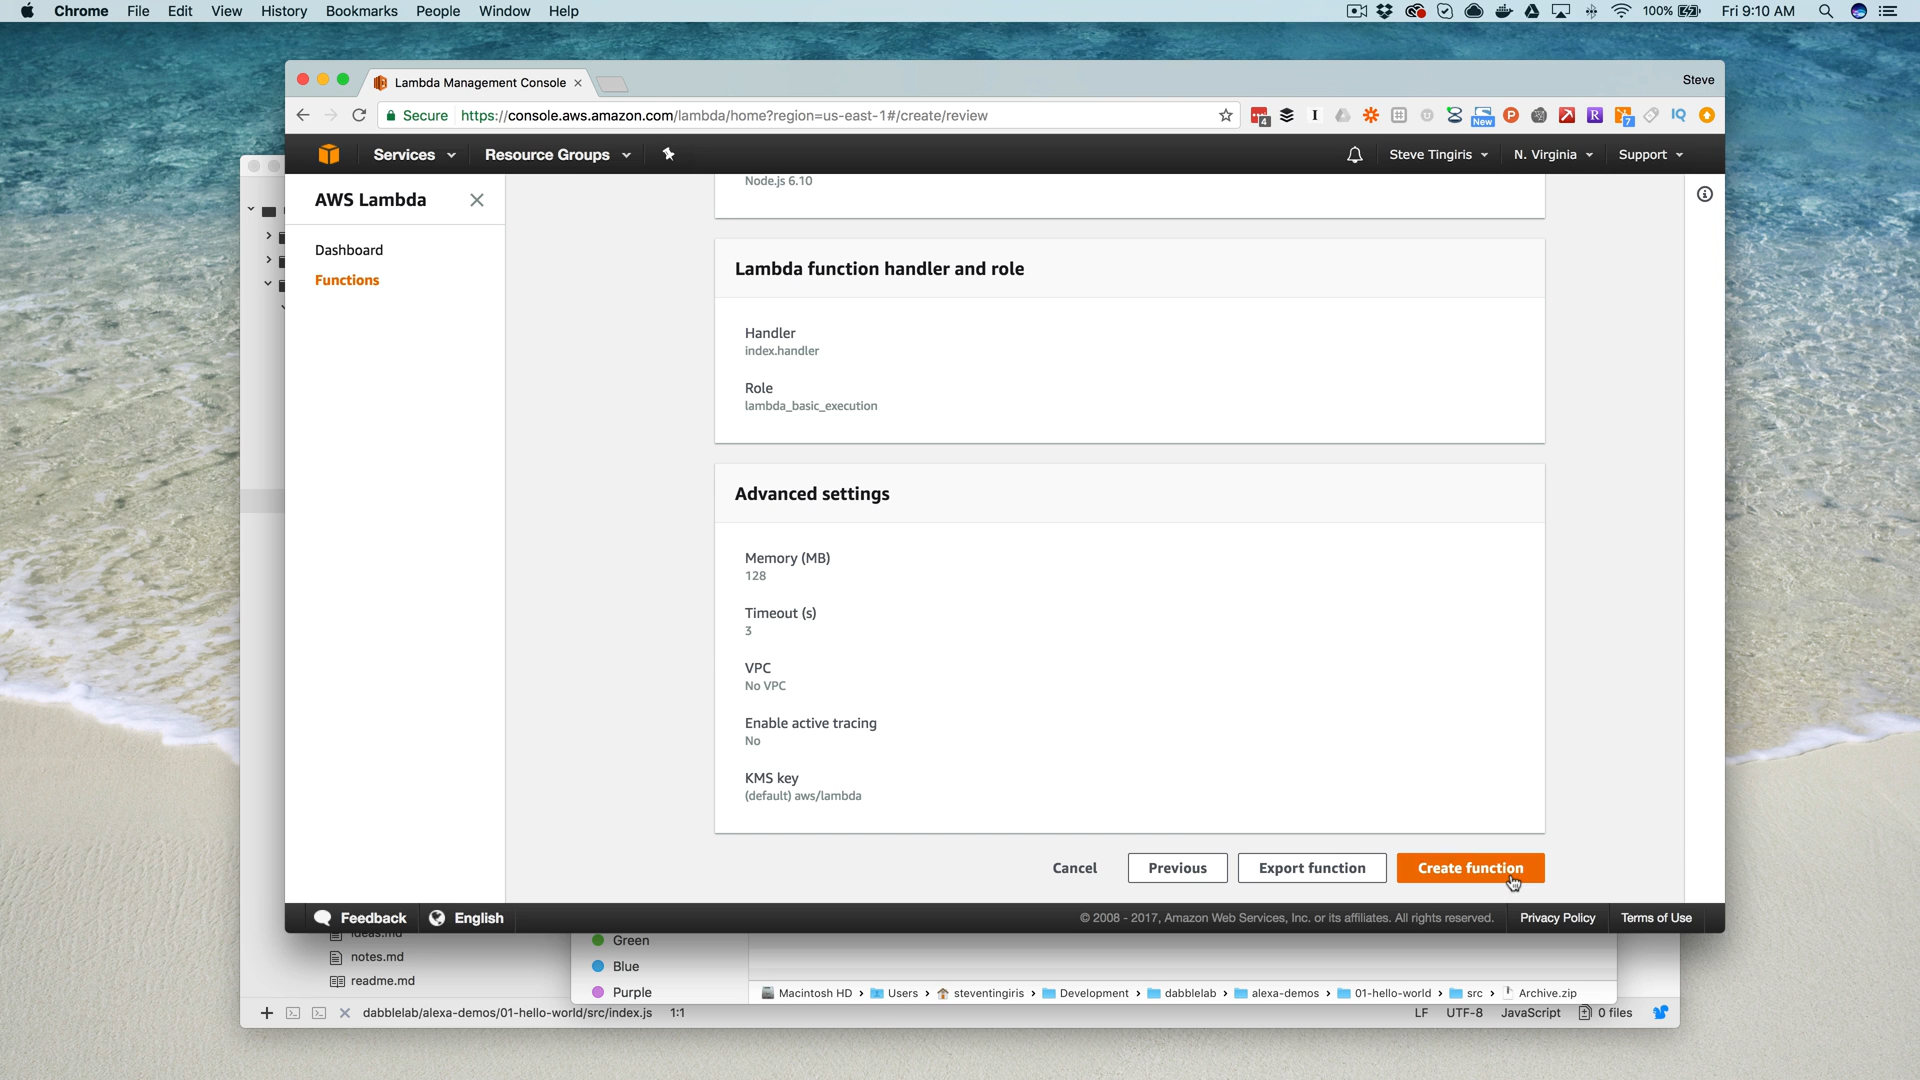 Chrome File Edit View History Bookmarks People Window Help
100% Fri 9:10 AM
Lambda Management Console
Steve
Secure https://console.aws.amazon.com/lambda/home?region=us-east-1#/create/review
4 I New 7 P R IQ
Services Resource Groups
Steve Tingiris N. Virginia Support
AWS Lambda
Dashboard
Functions
Node.js 6.10
Lambda function handler and role
Handler
index.handler
Role
lambda_basic_execution
Advanced settings
Memory (MB)
128
Timeout (s)
3
VPC
No VPC
Enable active tracing
No
KMS key
(default) aws/lambda
Cancel Previous Export function Create function
Feedback English
© 2008 - 2017, Amazon Web Services, Inc. or its affiliates. All rights reserved. Privacy Policy Terms of Use
ideas.md
notes.md
readme.md
Green
Blue
Purple
Macintosh HD Users steventingiris Development dabblelab alexa-demos 01-hello-world src Archive.zip
dabblelab/alexa-demos/01-hello-world/src/index.js 1:1
LF UTF-8 JavaScript 0 files